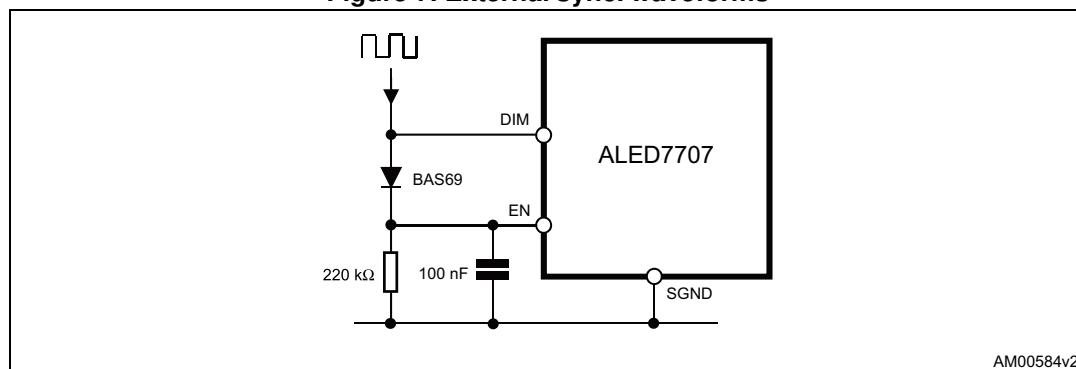 DIM
ALED7707
BAS69
EN
220 kΩ
100 nF
SGND
AM00584v2